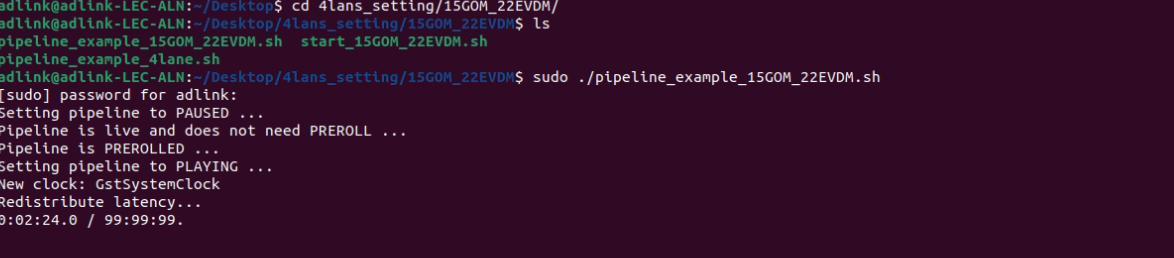 adlink@adlink-LEC-ALN:~/Desktop$ cd 4lans_setting/15GOM_22EVDM/
adlink@adlink-LEC-ALN:~/Desktop/4lans_setting/15GOM_22EVDM$ ls
pipeline_example_15GOM_22EVDM.sh  start_15GOM_22EVDM.sh
pipeline_example_4lane.sh
adlink@adlink-LEC-ALN:~/Desktop/4lans_setting/15GOM_22EVDM$ sudo ./pipeline_example_15GOM_22EVDM.sh
[sudo] password for adlink:
Setting pipeline to PAUSED ...
Pipeline is live and does not need PREROLL ...
Pipeline is PREROLLED ...
Setting pipeline to PLAYING ...
New clock: GstSystemClock
Redistribute latency...
0:02:24.0 / 99:99:99.